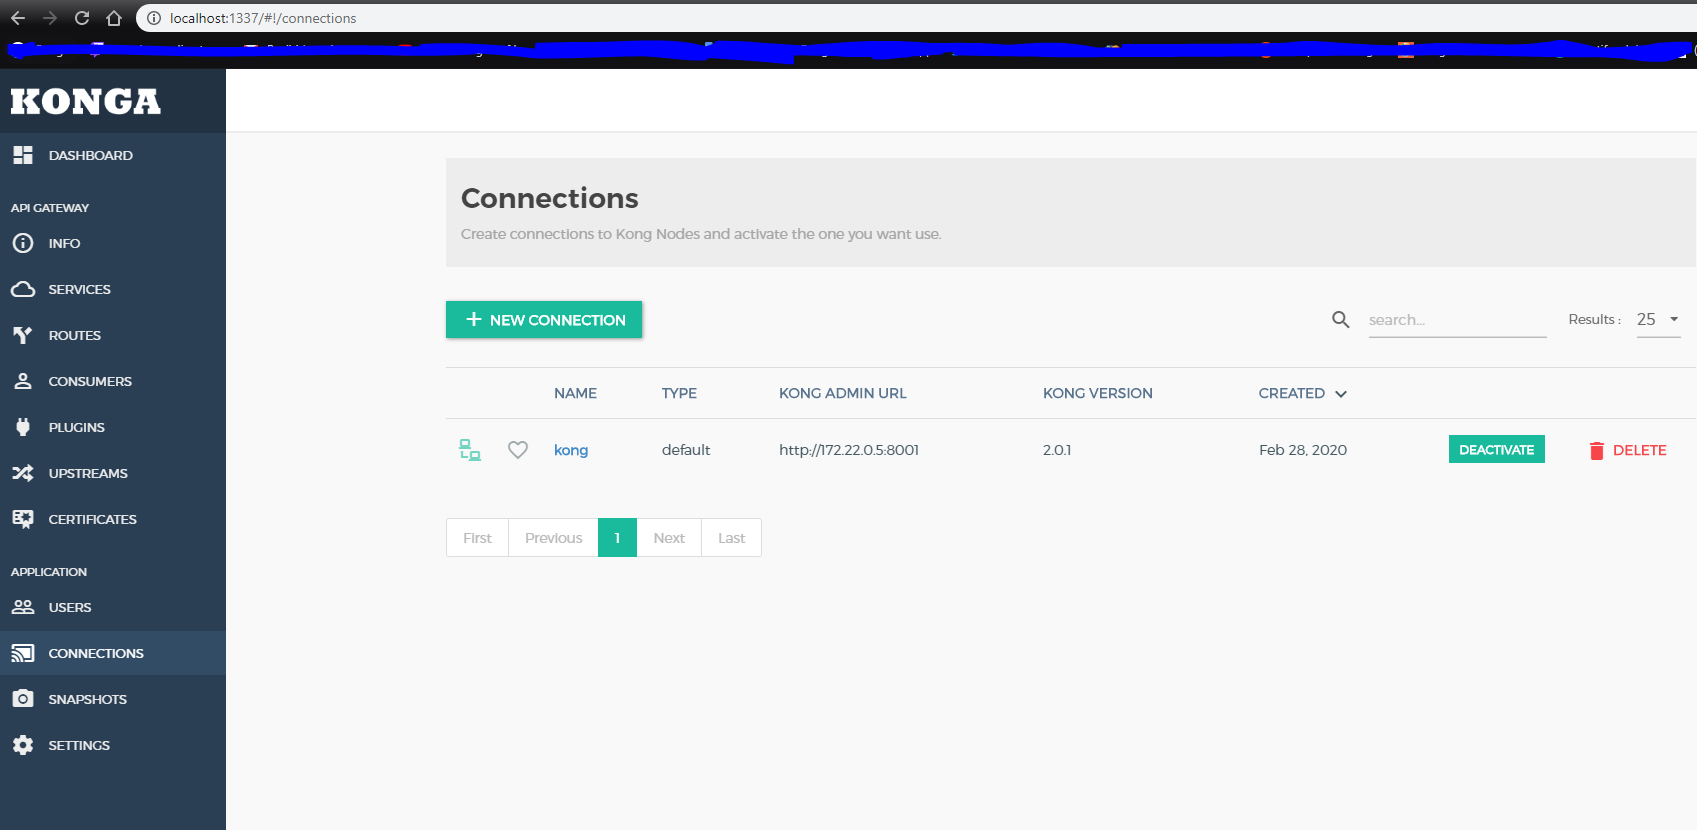 localhost:1337/#!/connections
KONGA
DASHBOARD
API GATEWAY
INFO
SERVICES
ROUTES
CONSUMERS
PLUGINS
UPSTREAMS
CERTIFICATES
APPLICATION
USERS
CONNECTIONS
SNAPSHOTS
SETTINGS
Connections
Create connections to Kong Nodes and activate the one you want use.
+ NEW CONNECTION
search...
Results : 25
NAME TYPE KONG ADMIN URL KONG VERSION CREATED
kong default http://172.22.0.5:8001 2.0.1 Feb 28, 2020 DEACTIVATE DELETE
First Previous 1 Next Last